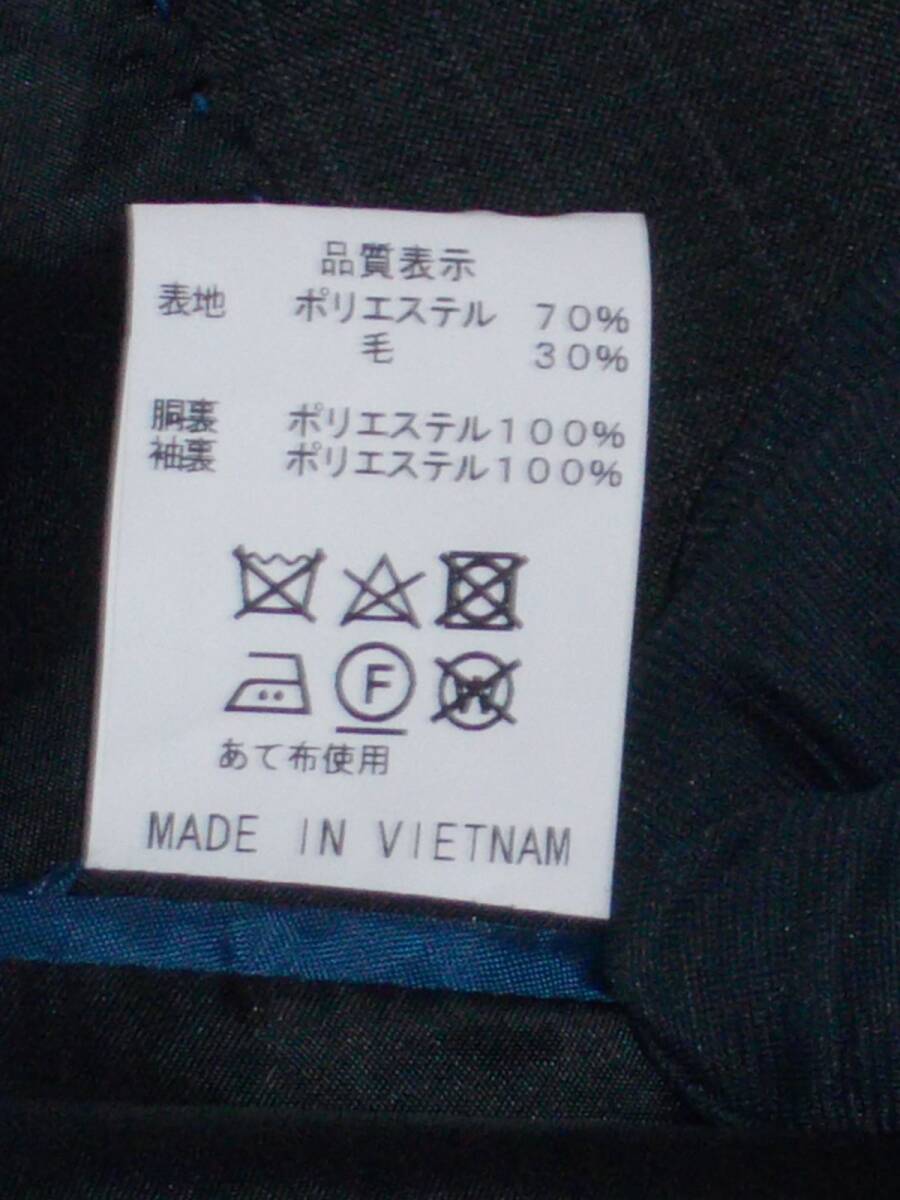 品質表示
表地 ポリエステル 70%
毛 30%
胴裏 ポリエステル100%
袖裏 ポリエステル100%
F W
あて布使用
MADE IN VIETNAM